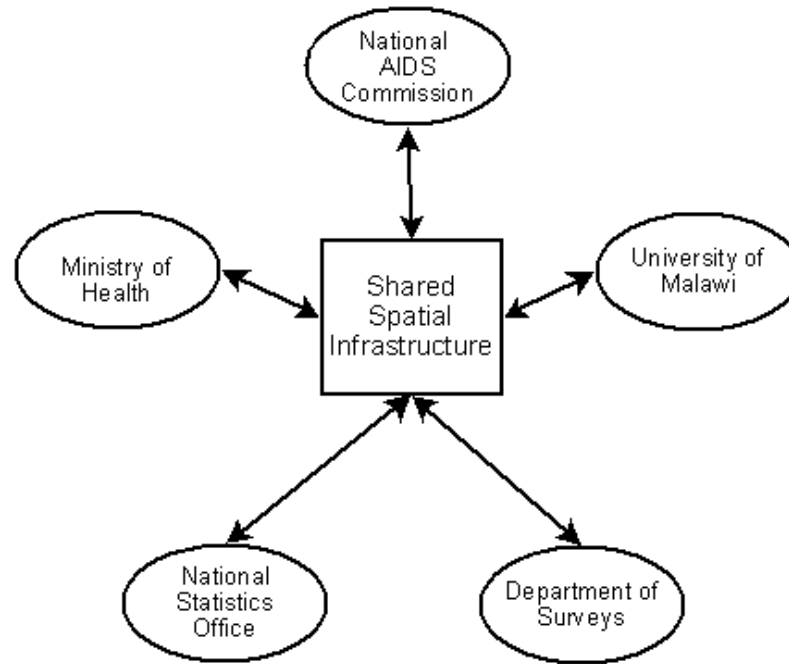 National
AIDS
Commission
Ministry of
Health
Shared
Spatial
Infrastructure
University of
Malawi
National
Statistics
Office
Department of
Surveys